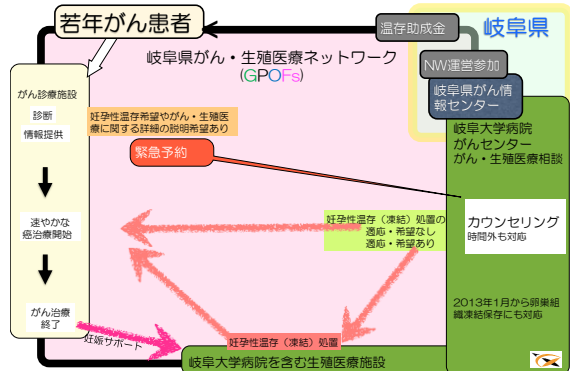 若年がん患者
温存助成金
岐阜県
岐阜県がん・生殖医療ネットワーク
(GPOFs)
NW運営参加
岐阜県がん情
報センター
がん診療施設
診断
情報提供
妊孕性温存希望やがん・生殖医
療に関する詳細の説明希望あり
緊急予約
岐阜大学病院
がんセンター
がん・生殖医療相談
速やかな
癌治療開始
妊孕性温存（凍結）処置の
適応・希望なし
適応・希望あり
カウンセリング
時間外も対応
がん治療
終了
2013年1月から卵巣組
織凍結保存にも対応
妊娠サポート
妊孕性温存（凍結）処置
岐阜大学病院を含む生殖医療施設